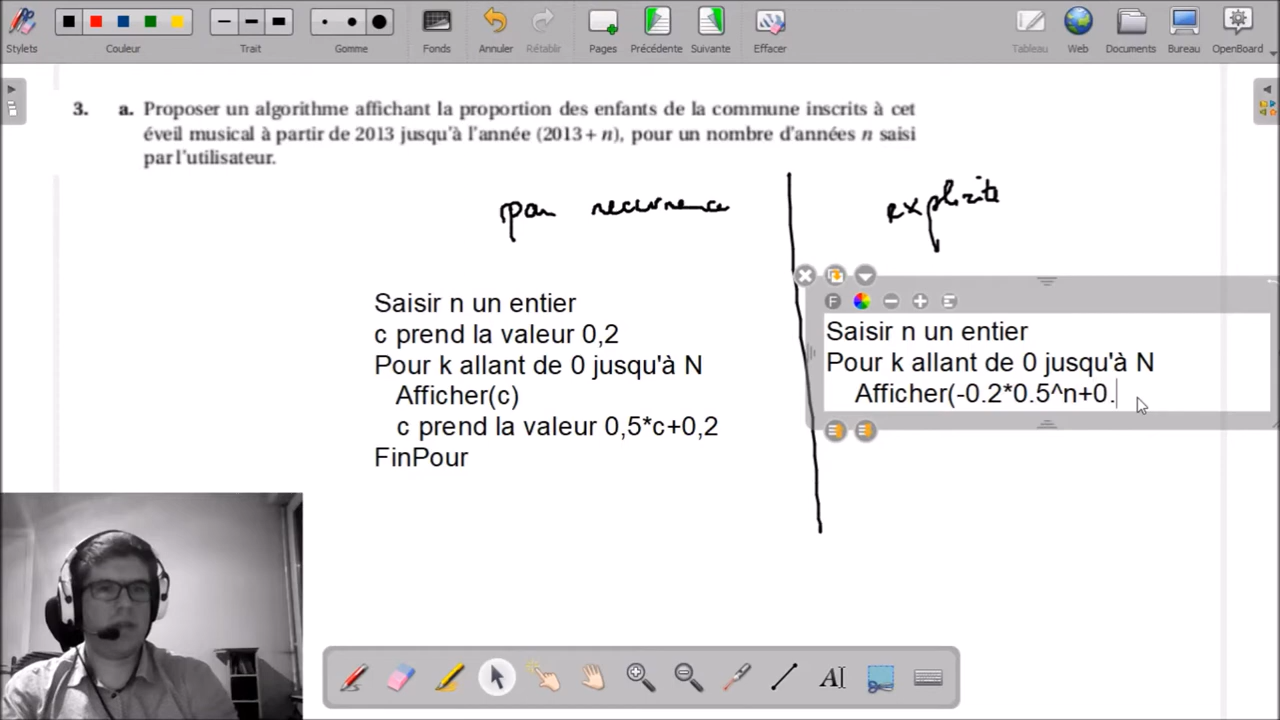 Stylets
Couleur
Trait
Gomme
Fonds
Annuler
Rétablir
Pages
Précédente
Suivante
Effacer
Tableau
Web
Documents
Bureau
OpenBoard
3. a. Proposer un algorithme affichant la proportion des enfants de la commune inscrits à cet
éveil musical à partir de 2013 jusqu'à l'année (2013 + n), pour un nombre d'années n saisi
par l'utilisateur.
par recurrence
explicite
Saisir n un entier
c prend la valeur 0,2
Pour k allant de 0 jusqu'à N
Afficher(c)
c prend la valeur 0,5*c+0,2
FinPour
F
Saisir n un entier
Pour k allant de 0 jusqu'à N
Afficher(-0.2*0.5^n+0.